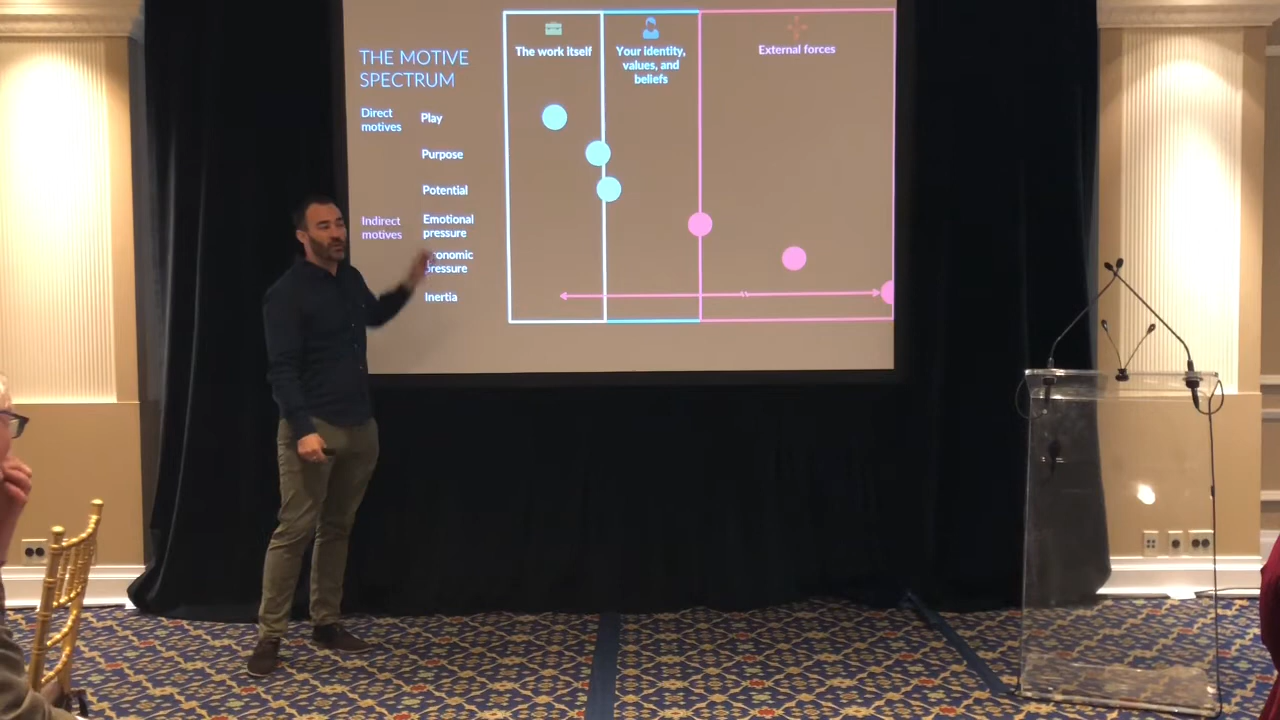 THE MOTIVE
SPECTRUM
The work itself
Your identity,
values, and
beliefs
External forces
Direct
motives
Play
Purpose
Potential
Indirect
motives
Emotional
pressure
pressure
Inertia